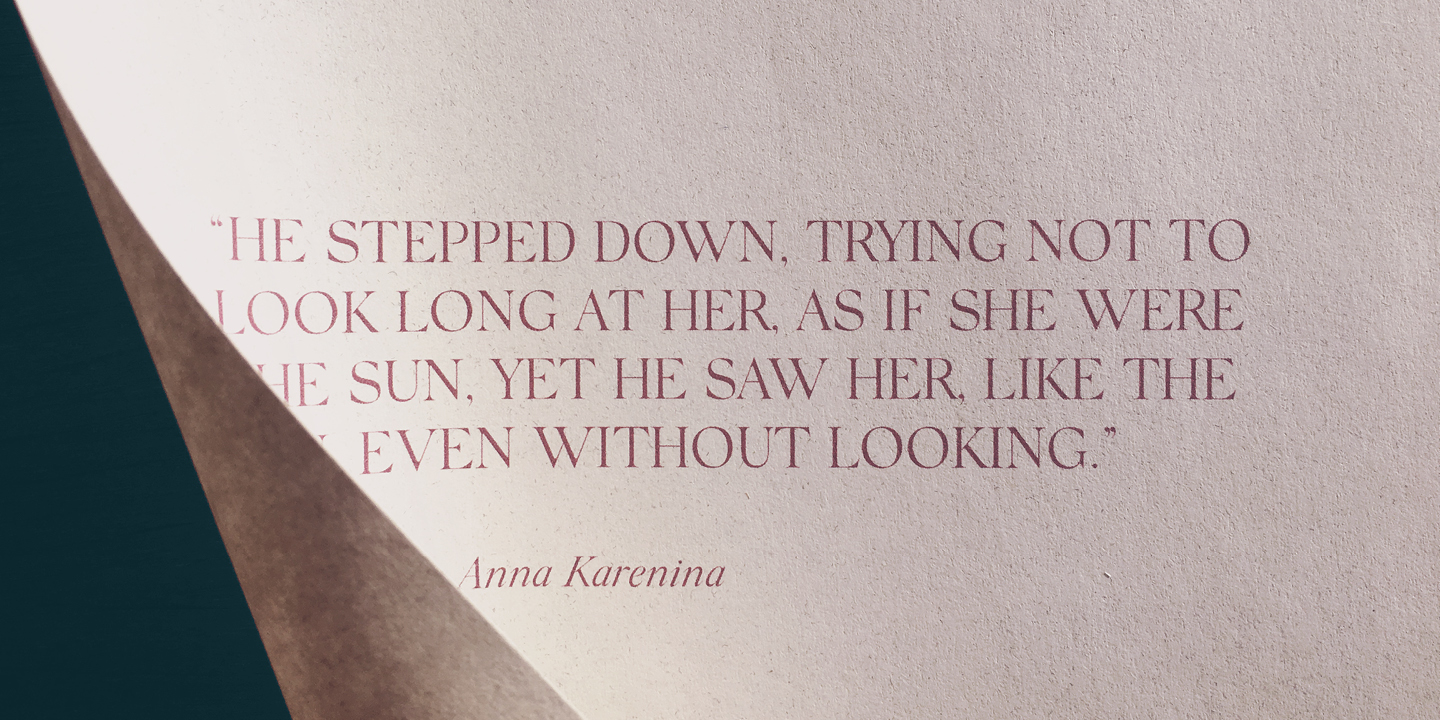 “HE STEPPED DOWN, TRYING NOT TO
LOOK LONG AT HER, AS IF SHE WERE
THE SUN, YET HE SAW HER, LIKE THE
EVEN WITHOUT LOOKING.”
Anna Karenina